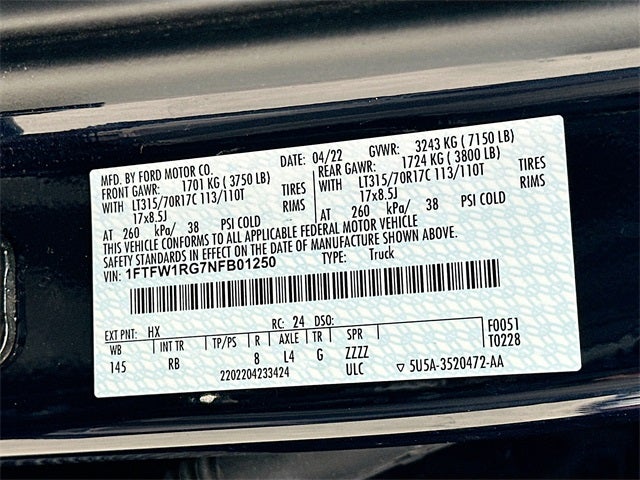 MFD. BY FORD MOTOR CO. DATE: 04/22 GVWR: 3243 KG ( 7150 LB)
FRONT GAWR: 1701 KG ( 3750 LB) REAR GAWR: 1724 KG ( 3800 LB)
WITH LT315/70R17C 113/110T TIRES WITH LT315/70R17C 113/110T TIRES
17x8.5J RIMS 17x8.5J RIMS
AT 260 kPa/ 38 PSI COLD AT 260 kPa/ 38 PSI COLD
THIS VEHICLE CONFORMS TO ALL APPLICABLE FEDERAL MOTOR VEHICLE
SAFETY STANDARDS IN EFFECT ON THE DATE OF MANUFACTURE SHOWN ABOVE.
VIN: 1FTFW1RG7NFB01250 TYPE: Truck
EXT PNT: HX RC: 24 DSO: F0051
WB INT TR TP/PS R AXLE TR SPR T0228
145 RB 8 L4 G ZZZZ
2202204233424 ULC ▽ 5U5A-3520472-AA